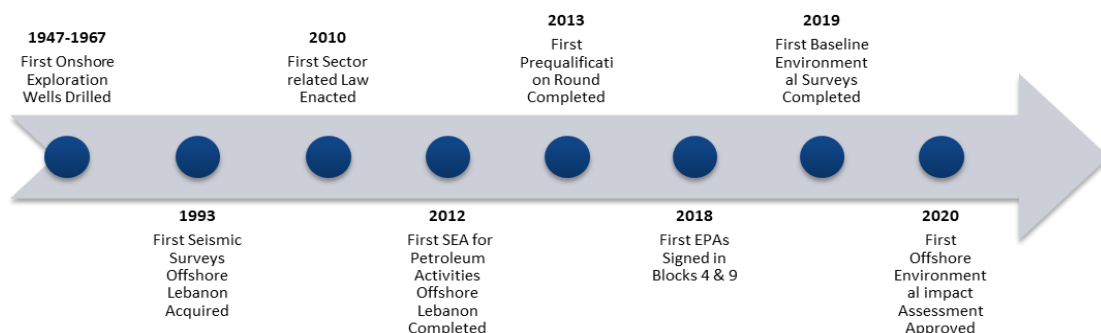 1947-1967
First Onshore
Exploration
Wells Drilled
1993
First Seismic
Surveys
Offshore
Lebanon
Acquired
2010
First Sector
related Law
Enacted
2012
First SEA for
Petroleum
Activities
Offshore
Lebanon
Completed
2013
First
Prequalificati
on Round
Completed
2018
First EPAs
Signed in
Blocks 4 & 9
2019
First Baseline
Environment
al Surveys
Completed
2020
First
Offshore
Environment
al impact
Assessment
Approved